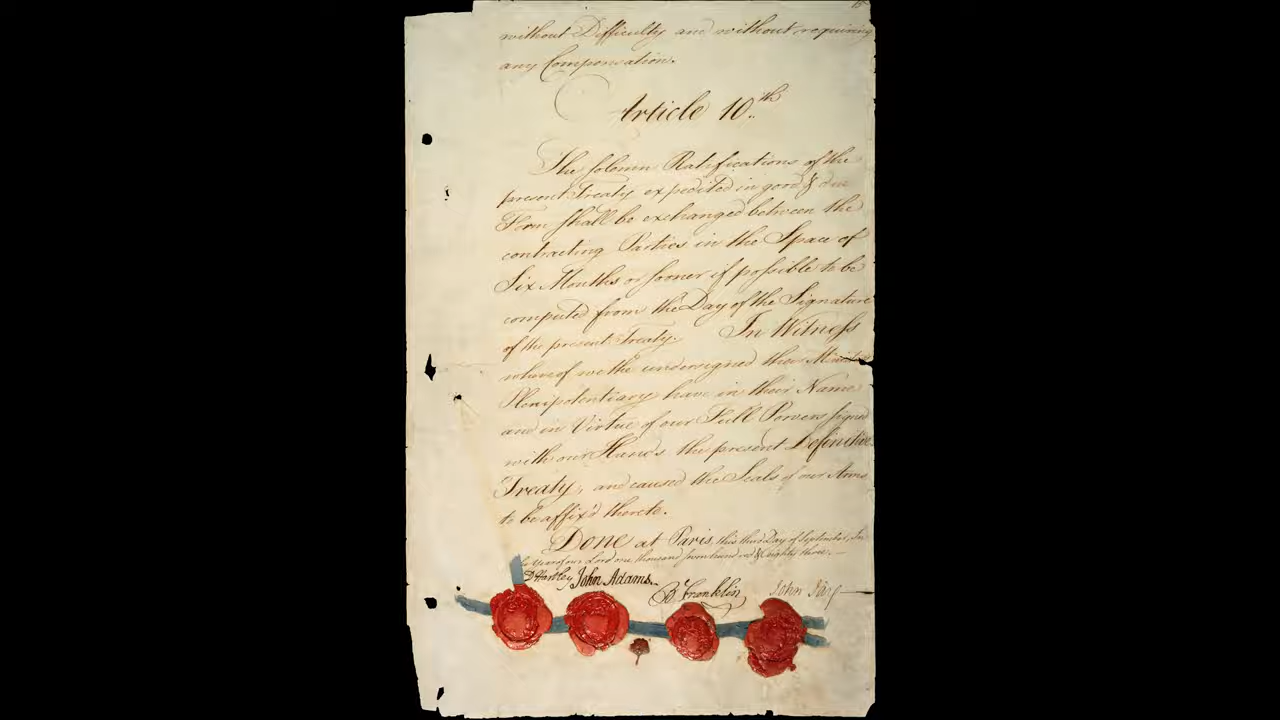 without Difficulty and without requiring
any Compensation.
Article 10.th
The solemn Ratifications of the
present Treaty expedited in good & due
Form shall be exchanged between the
contracting Parties in the Space of
Six Months or sooner if possible to be
computed from the Day of the Signature
of the present Treaty. In Witness
whereof we the undersigned their Ministers
Plenipotentiary have in their Name
and in Virtue of our Full Powers signed
with our Hands the present Definitive
Treaty, and caused the Seals of our Arms
to be affix'd thereto.
Done at Paris, this third Day of September, In
the Year of our Lord one thousand seven hundred & eighty three.—
D Hartley John Adams. B Franklin John Jay